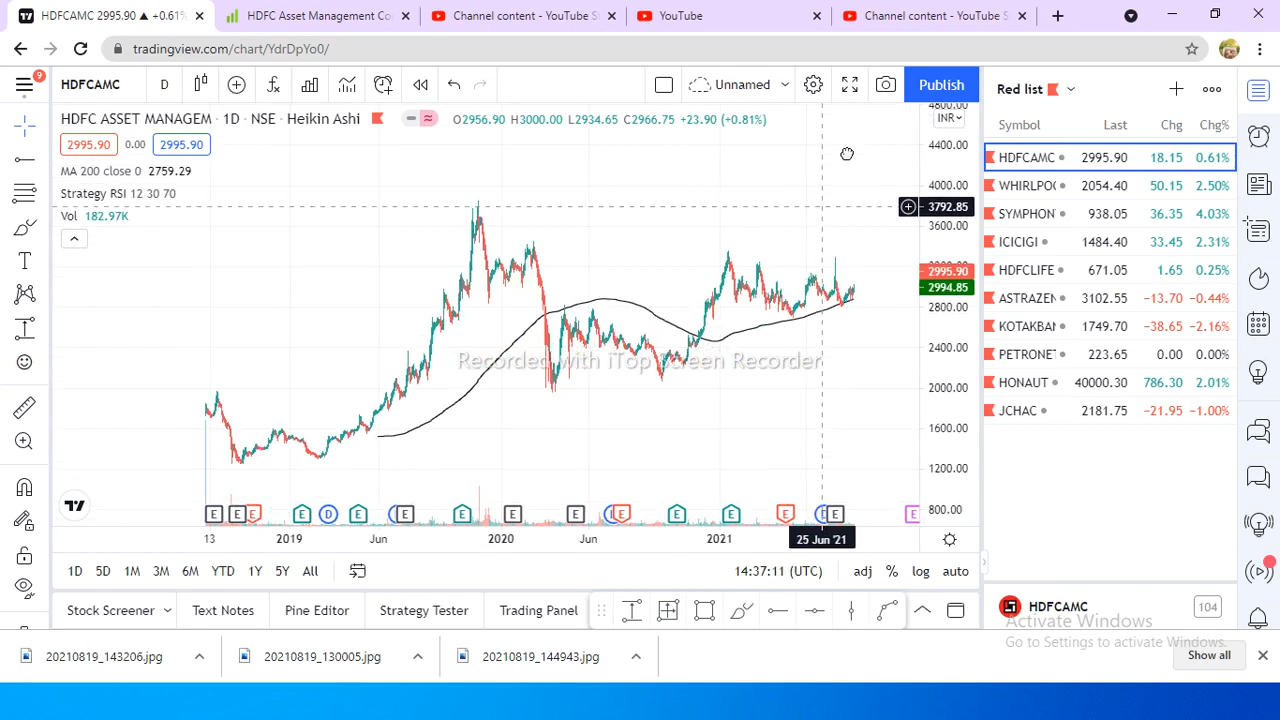 HDFCAMC 2995.90 ▲ +0.61%
HDFC Asset Management Co
Channel content - YouTube S
YouTube
Channel content - YouTube S
tradingview.com/chart/YdrDpYo0/
9
HDFCAMC
D
Unnamed
Publish
Red list
HDFC ASSET MANAGEM · 1D · NSE · Heikin Ashi
O2956.90 H3000.00 L2934.65 C2966.75 +23.90 (+0.81%)
2995.90 0.00 2995.90
MA 200 close 0 2759.29
Strategy RSI 12 30 70
Vol 182.97K
4600.00
INR
4400.00
4000.00
3792.85
3600.00
3200.00
2995.90
2994.85
2800.00
2400.00
2000.00
1600.00
1200.00
800.00
Recorded with iTop Screen Recorder
E E E E D E E E E E E E E E E E
13 2019 Jun 2020 Jun 2021 25 Jun '21
1D 5D 1M 3M 6M YTD 1Y 5Y All
14:37:11 (UTC) adj % log auto
Stock Screener Text Notes Pine Editor Strategy Tester Trading Panel
Symbol Last Chg Chg%
HDFCAMC 2995.90 18.15 0.61%
WHIRLPO 2054.40 50.15 2.50%
SYMPHON 938.05 36.35 4.03%
ICICIGI 1484.40 33.45 2.31%
HDFCLIFE 671.05 1.65 0.25%
ASTRAZEN 3102.55 −13.70 −0.44%
KOTAKBAN 1749.70 −38.65 −2.16%
PETRONET 223.65 0.00 0.00%
HONAUT 40000.30 786.30 2.01%
JCHAC 2181.75 −21.95 −1.00%
HDFCAMC 104
Activate Windows
Go to Settings to activate Windows.
20210819_143206.jpg
20210819_130005.jpg
20210819_144943.jpg
Show all